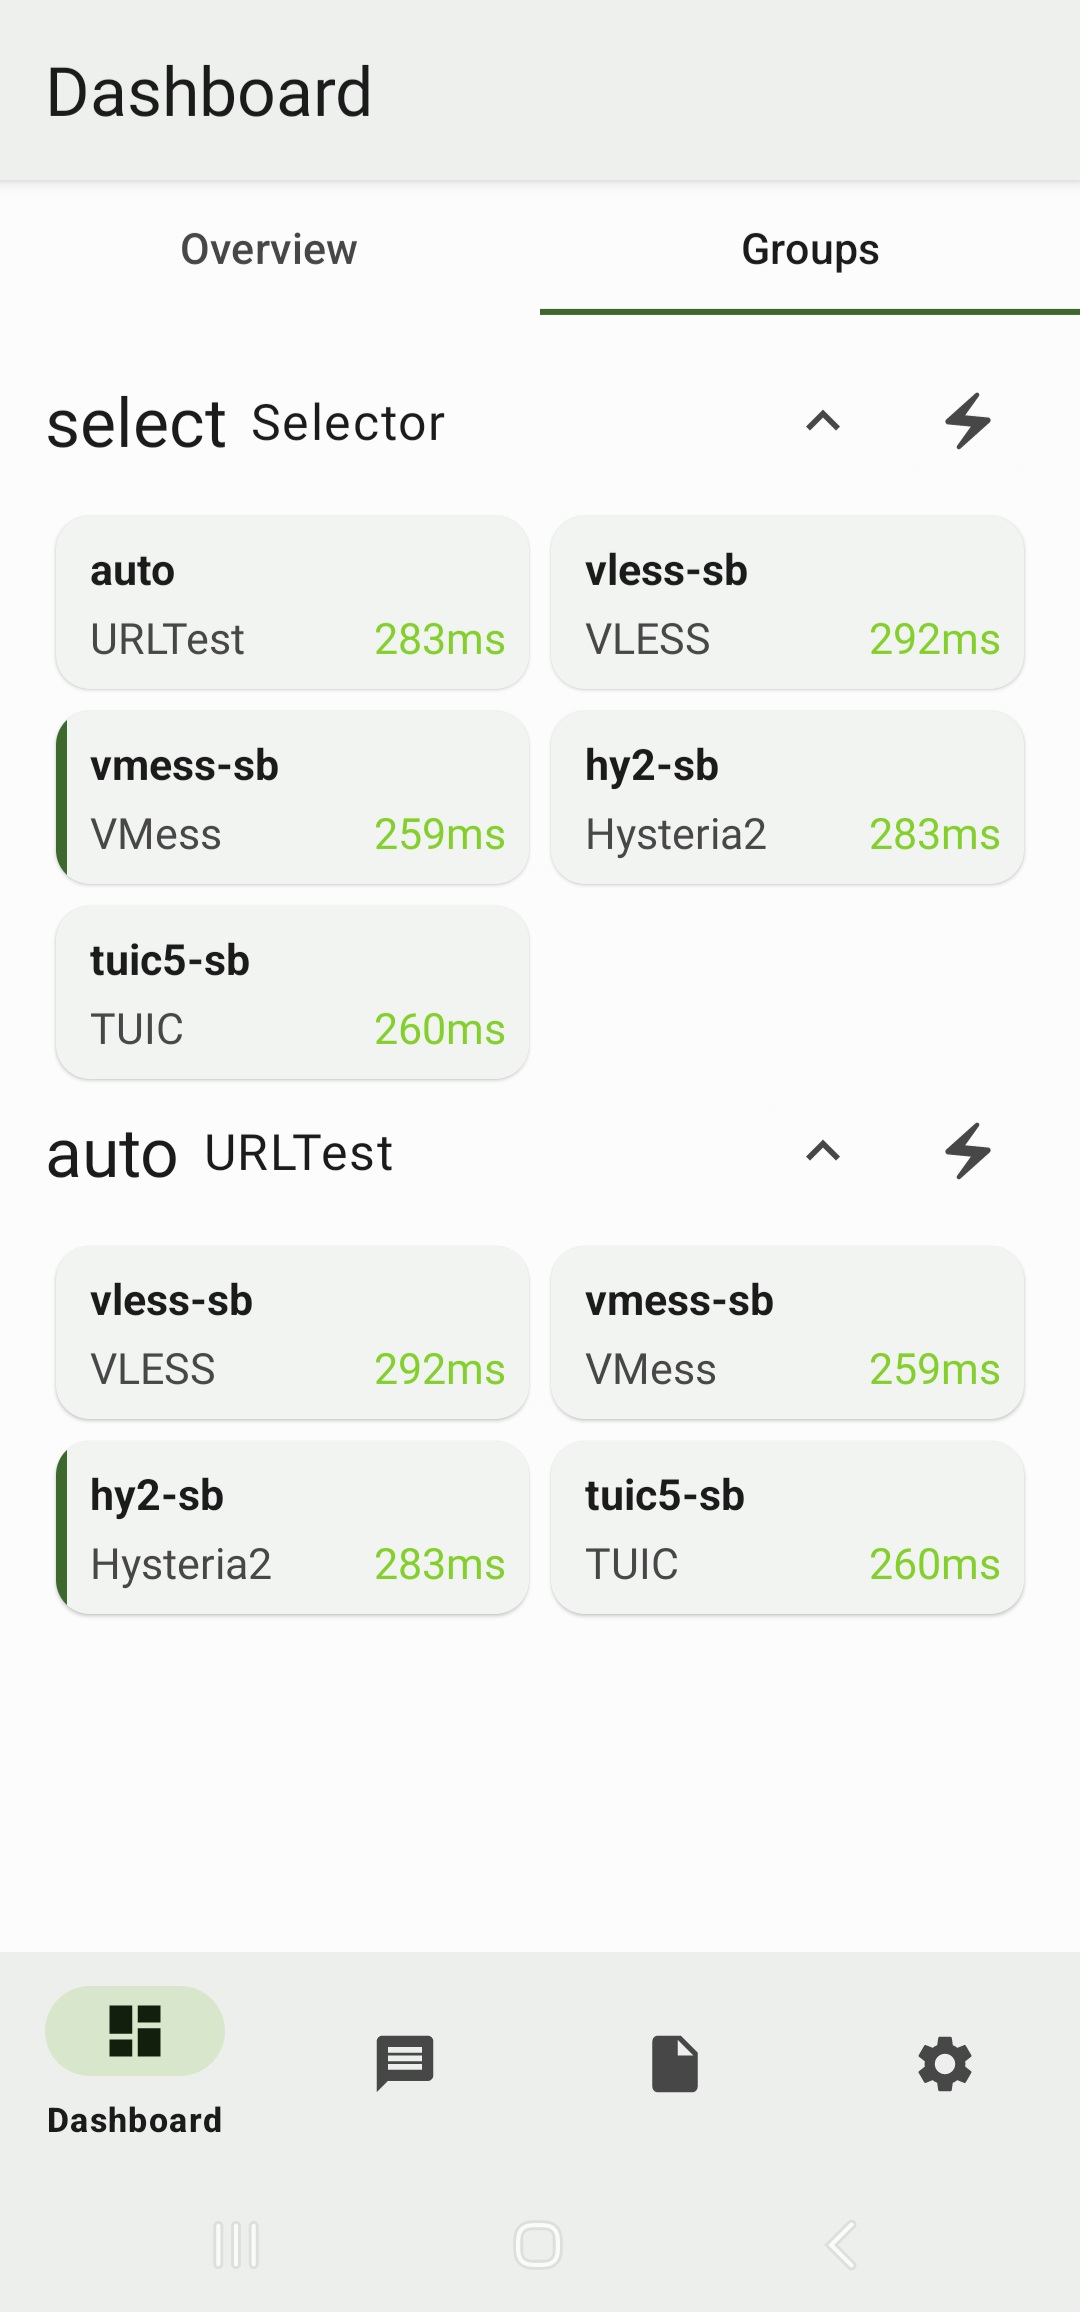 Dashboard
Overview Groups
select Selector
auto vless-sb
URLTest 283ms VLESS 292ms
vmess-sb hy2-sb
VMess 259ms Hysteria2 283ms
tuic5-sb
TUIC 260ms
auto URLTest
vless-sb vmess-sb
VLESS 292ms VMess 259ms
hy2-sb tuic5-sb
Hysteria2 283ms TUIC 260ms
Dashboard